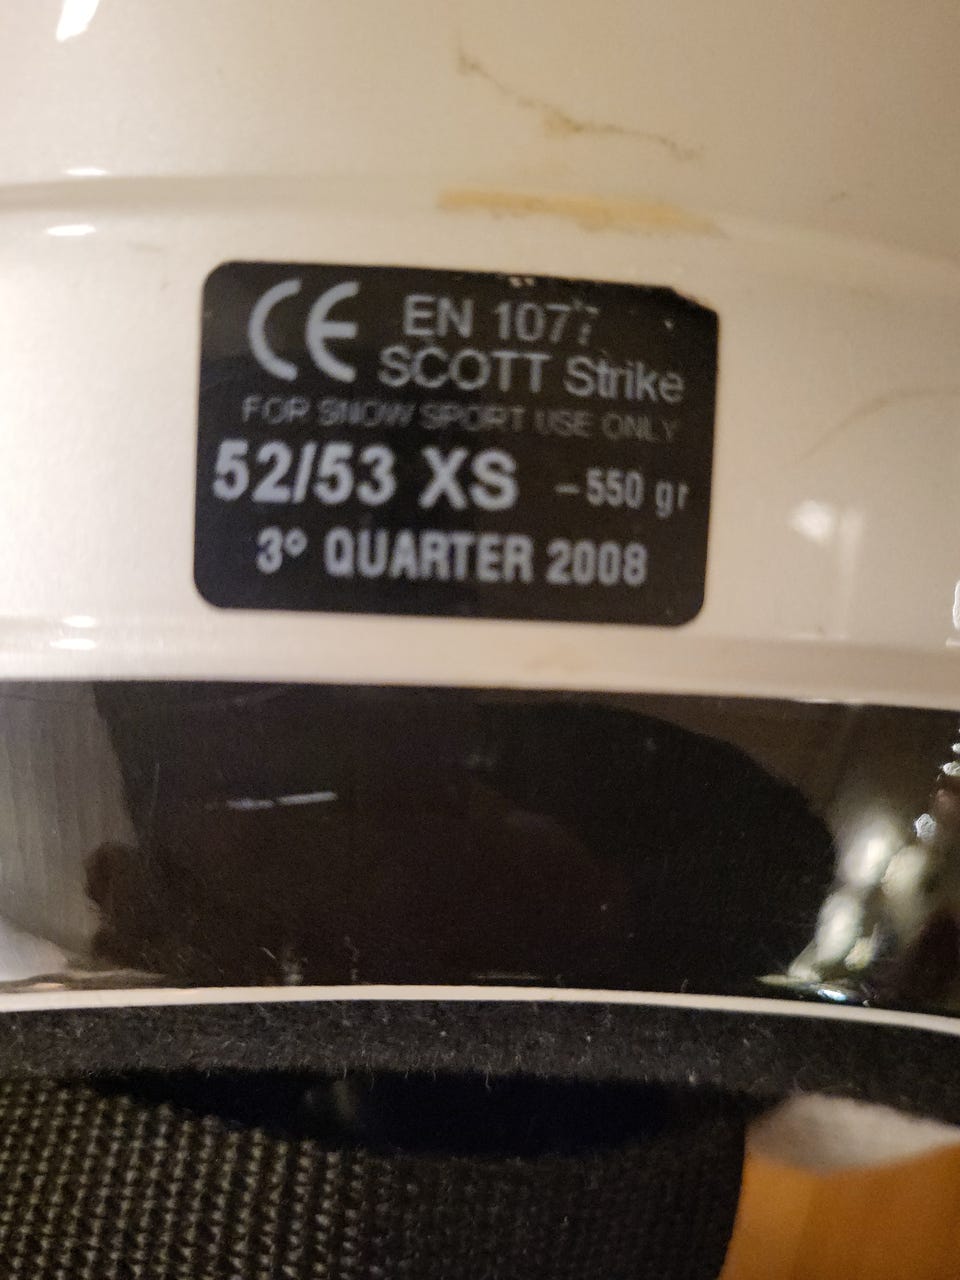 CE EN 1077
SCOTT Strike
FOR SNOW SPORT USE ONLY
52/53 XS – 550 gr
3° QUARTER 2008